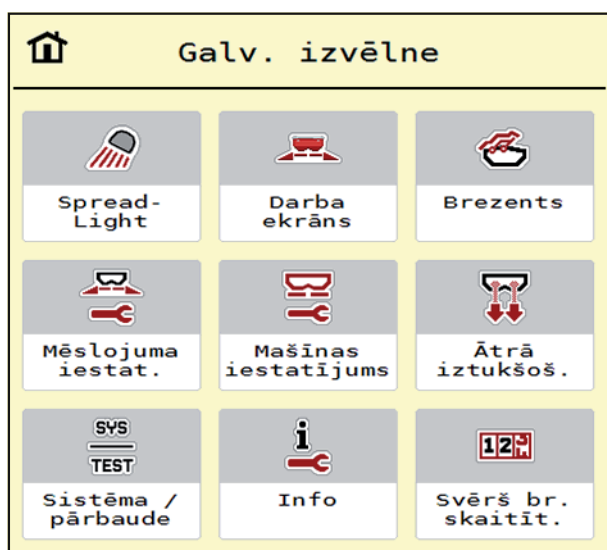 Galv. izvēlne
Spread-
Light
Darba
ekrāns
Brezents
Mēslojuma
iestat.
Mašīnas
iestatījums
Ātrā
iztukšoš.
SYS
TEST
Sistēma /
pārbaude
i
Info
12
Svērš br.
skaitīt.